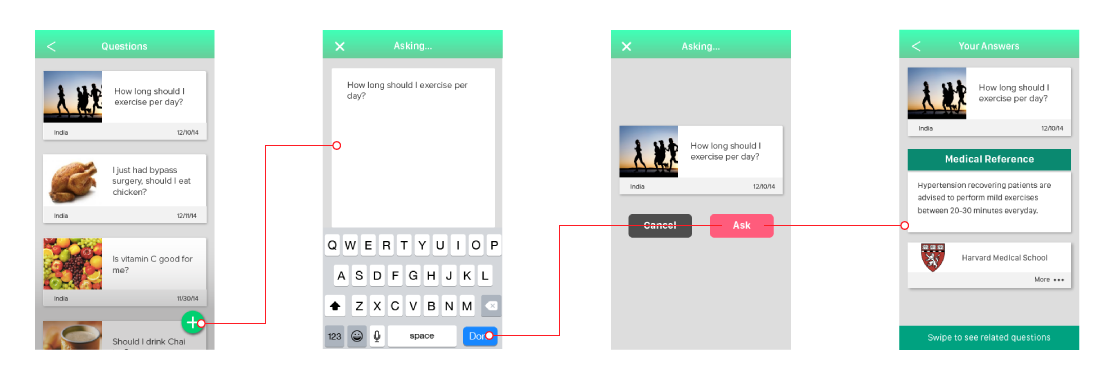 Questions
How long should I
exercise per day?
India 12/10/14
I just had bypass
surgery, should I eat
chicken?
India 12/11/14
Is vitamin C good for
me?
India 11/30/14
Should I drink Chai
Asking...
How long should I exercise per
day?
Q W E R T Y U I O P
A S D F G H J K L
Z X C V B N M
123 space
Asking...
How long should I
exercise per day?
India 12/10/14
Cancel Ask
Your Answers
How long should I
exercise per day?
India 12/10/14
Medical Reference
Hypertension recovering patients are
advised to perform mild exercises
between 20-30 minutes everyday.
Harvard Medical School
More •••
Swipe to see related questions